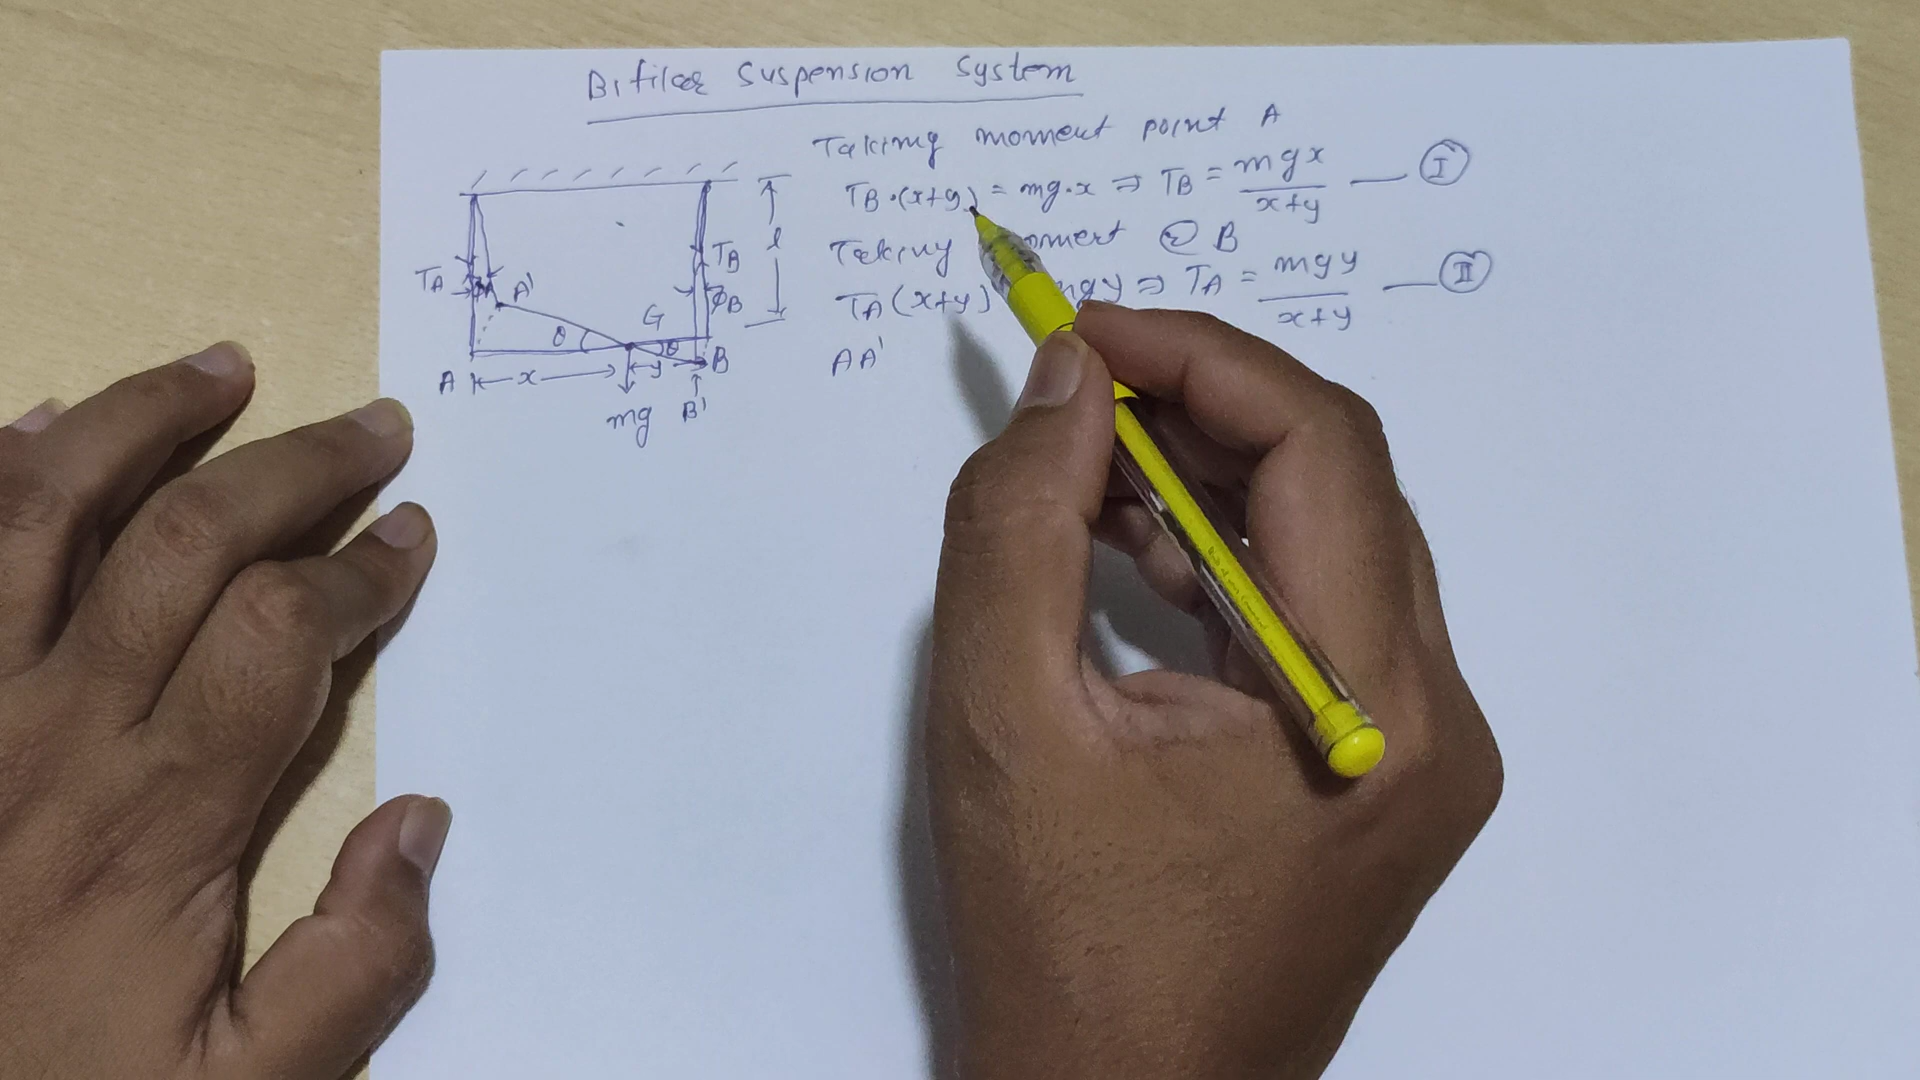 Bifilar Suspension System
Taking moment point A
TB·(x+y) = mg·x ⇒ TB = mgx/x+y — I
Taking moment @ B
TA(x+y) mgy ⇒ TA = mgy/x+y — II
AA'
TA A' TB l
φA φB
θ G θ
A x y B
mg B'